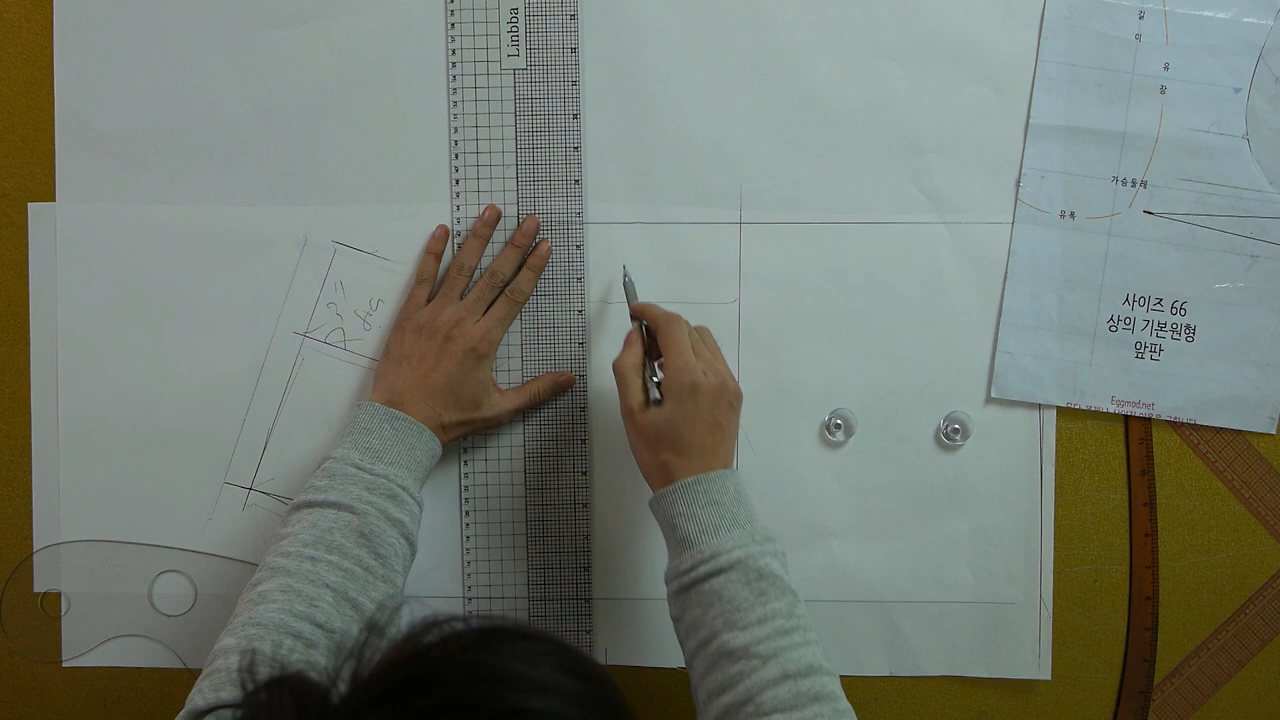 Linbba
길
이
유
장
가슴둘레
유폭
사이즈 66
상의 기본원형
앞판
Eggmod.net